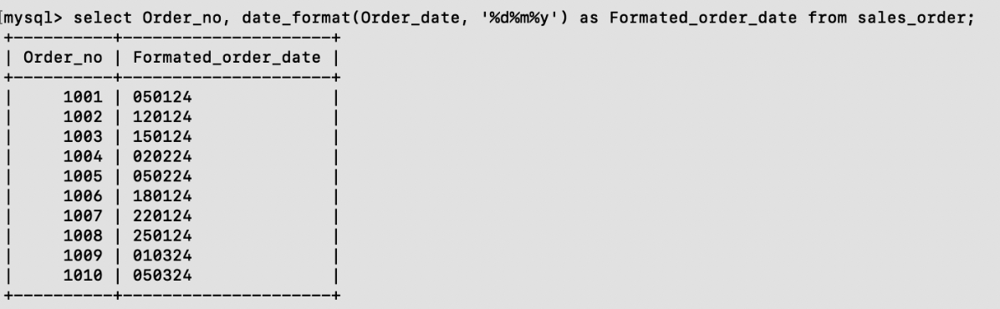 [mysql> select Order_no, date_format(Order_date, '%d%m%y') as Formated_order_date from sales_order;
+----------+---------------------+
| Order_no | Formated_order_date |
+----------+---------------------+
|     1001 | 050124              |
|     1002 | 120124              |
|     1003 | 150124              |
|     1004 | 020224              |
|     1005 | 050224              |
|     1006 | 180124              |
|     1007 | 220124              |
|     1008 | 250124              |
|     1009 | 010324              |
|     1010 | 050324              |
+----------+---------------------+